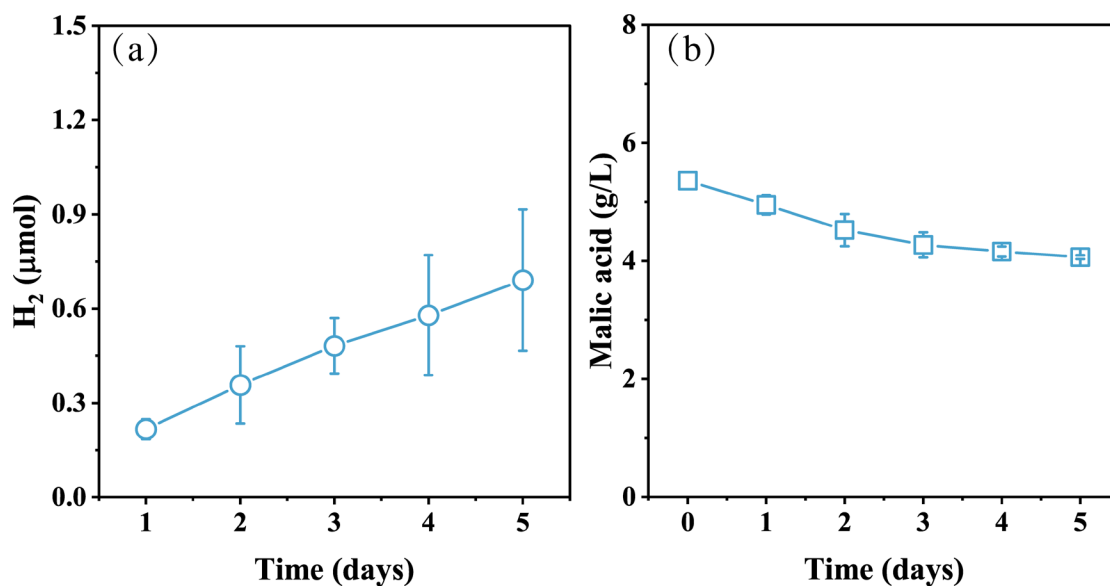 (a)
H₂ (μmol)
1.5
1.2
0.9
0.6
0.3
0.0
1 2 3 4 5
Time (days)
(b)
Malic acid (g/L)
8
6
4
2
0
0 1 2 3 4 5
Time (days)